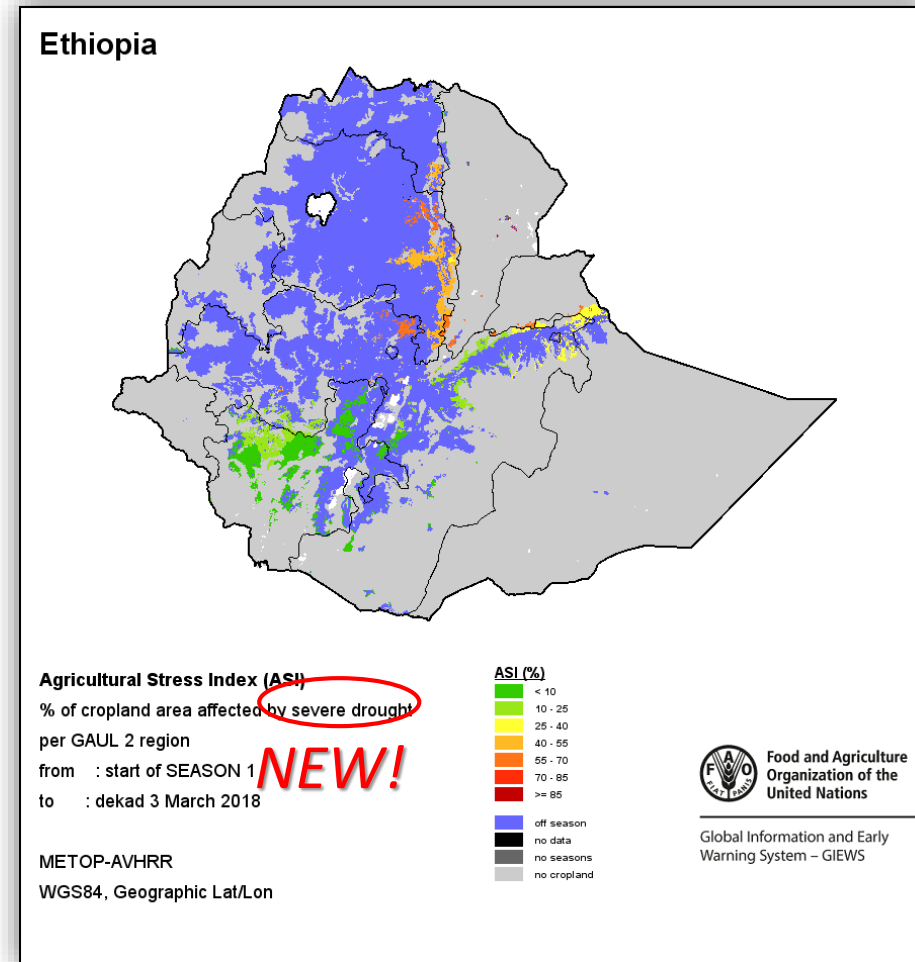 Ethiopia
Agricultural Stress Index (ASI)
% of cropland area affected by severe drought
per GAUL 2 region
from : start of SEASON 1
to : dekad 3 March 2018
NEW!
METOP-AVHRR
WGS84, Geographic Lat/Lon
ASI (%)
< 10
10 - 25
25 - 40
40 - 55
55 - 70
70 - 85
>= 85
off season
no data
no seasons
no cropland
F A O
FIAT PANIS
Food and Agriculture
Organization of the
United Nations
Global Information and Early
Warning System – GIEWS